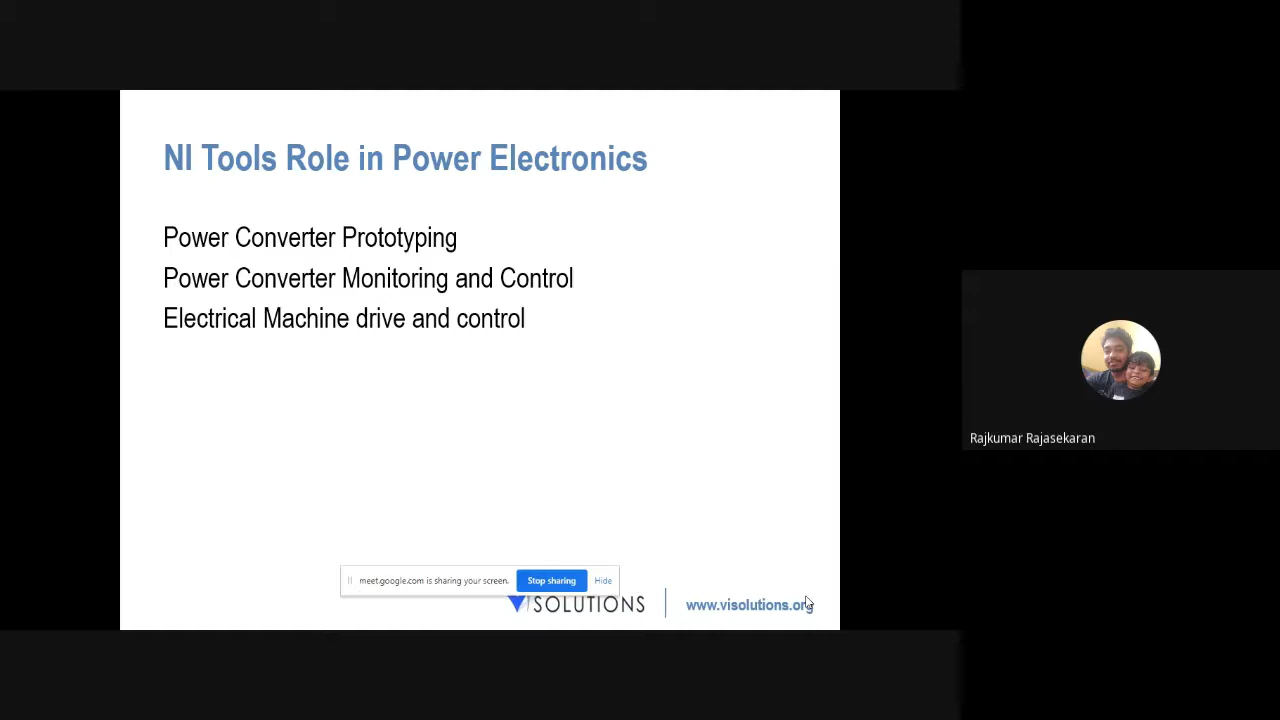 NI Tools Role in Power Electronics
Power Converter Prototyping
Power Converter Monitoring and Control
Electrical Machine drive and control
Rajkumar Rajasekaran
meet.google.com is sharing your screen.
Stop sharing
Hide
VI SOLUTIONS
www.visolutions.org